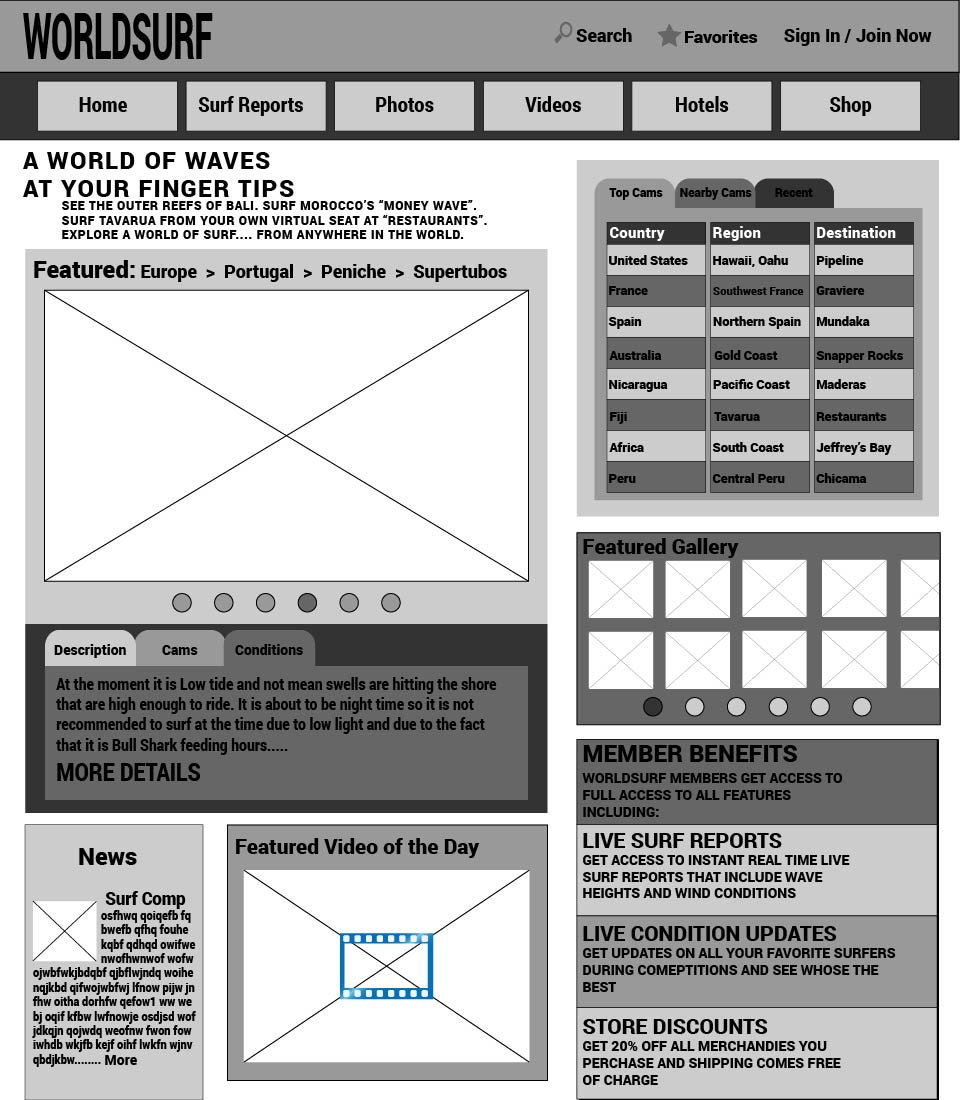 WORLDSURF
Search Favorites Sign In / Join Now
Home Surf Reports Photos Videos Hotels Shop
A WORLD OF WAVES
AT YOUR FINGER TIPS
SEE THE OUTER REEFS OF BALI. SURF MOROCCO'S “MONEY WAVE”.
SURF TAVARUA FROM YOUR OWN VIRTUAL SEAT AT “RESTAURANTS”.
EXPLORE A WORLD OF SURF.... FROM ANYWHERE IN THE WORLD.
Featured: Europe > Portugal > Peniche > Supertubos
Description Cams Conditions
At the moment it is Low tide and not mean swells are hitting the shore
that are high enough to ride. It is about to be night time so it is not
recommended to surf at the time due to low light and due to the fact
that it is Bull Shark feeding hours.....
MORE DETAILS
News
Surf Comp
osfhwq qoiqefb fq
bwefb qfhq fouhe
kqbf qdhqd owifwe
nwofhwnwof wofw
ojwbfwkjbdqbf qjbflwjndq woihe
nqjkbd qifwojwbfwj lfnow pijw jn
fhw oitha dorhfw qefow1 ww we
bj oqif kfbw lwfnowje osdjsd wof
jdkqjn qojwdq weofnw fwon fow
iwhdb wkjfb kejf oihf lwkfn wjnv
qbdjkbw........ More
Featured Video of the Day
Top Cams Nearby Cams Recent
Country Region Destination
United States Hawaii, Oahu Pipeline
France Southwest France Graviere
Spain Northern Spain Mundaka
Australia Gold Coast Snapper Rocks
Nicaragua Pacific Coast Maderas
Fiji Tavarua Restaurants
Africa South Coast Jeffrey's Bay
Peru Central Peru Chicama
Featured Gallery
MEMBER BENEFITS
WORLDSURF MEMBERS GET ACCESS TO
FULL ACCESS TO ALL FEATURES
INCLUDING:
LIVE SURF REPORTS
GET ACCESS TO INSTANT REAL TIME LIVE
SURF REPORTS THAT INCLUDE WAVE
HEIGHTS AND WIND CONDITIONS
LIVE CONDITION UPDATES
GET UPDATES ON ALL YOUR FAVORITE SURFERS
DURING COMEPTITIONS AND SEE WHOSE THE
BEST
STORE DISCOUNTS
GET 20% OFF ALL MERCHANDIES YOU
PERCHASE AND SHIPPING COMES FREE
OF CHARGE